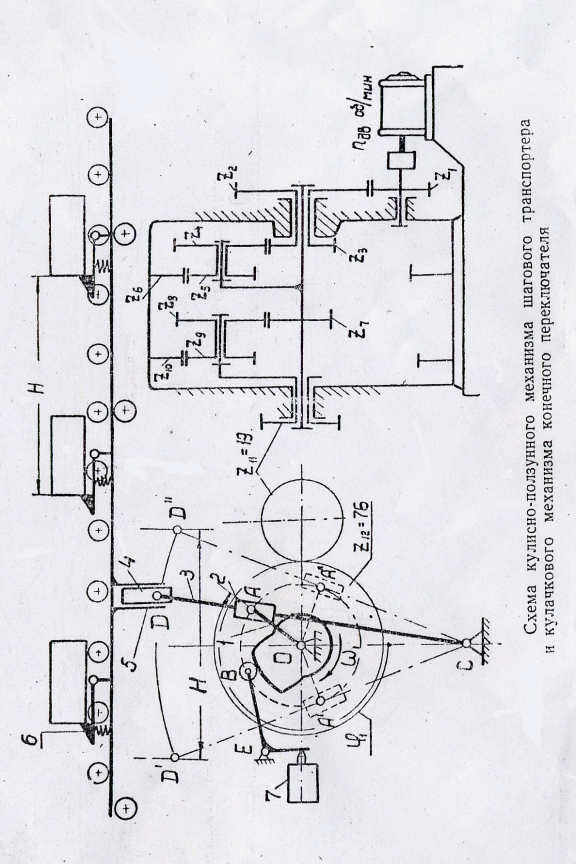 H
6
5
4
D
D'
D"
3
2
A
H
1
B
O
A'
A"
ω₁
E
7
φ₁
C
Z₁₁=19
Z₁₂=76
Z₁₀
Z₉
Z₈
Z₇
Z₆
Z₅
Z₄
Z₃
Z₂
Z₁
nдв об/мин
Схема кулисно-ползунного механизма шагового транспортера
и кулачкового механизма конечного переключателя